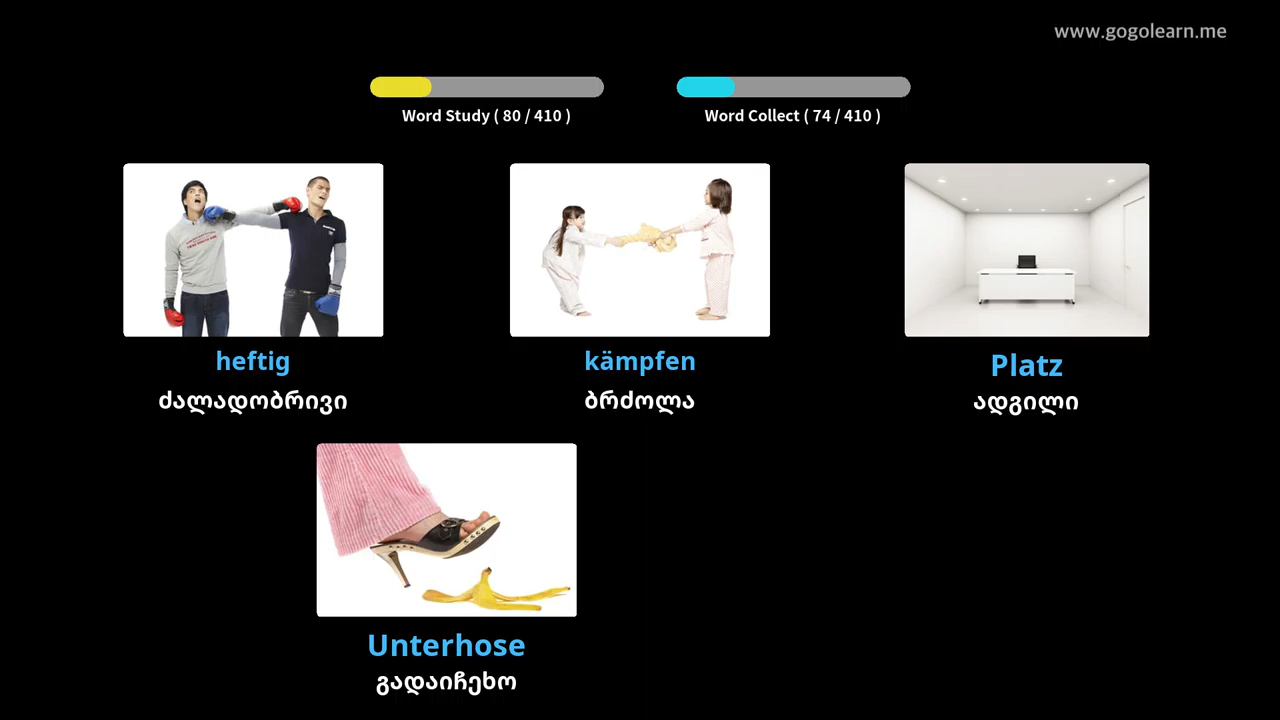 www.gogolearn.me
Word Study ( 80 / 410 )
Word Collect ( 74 / 410 )
heftig
ძალადობრივი
kämpfen
ბრძოლა
Platz
ადგილი
Unterhose
გადაიჩეხო